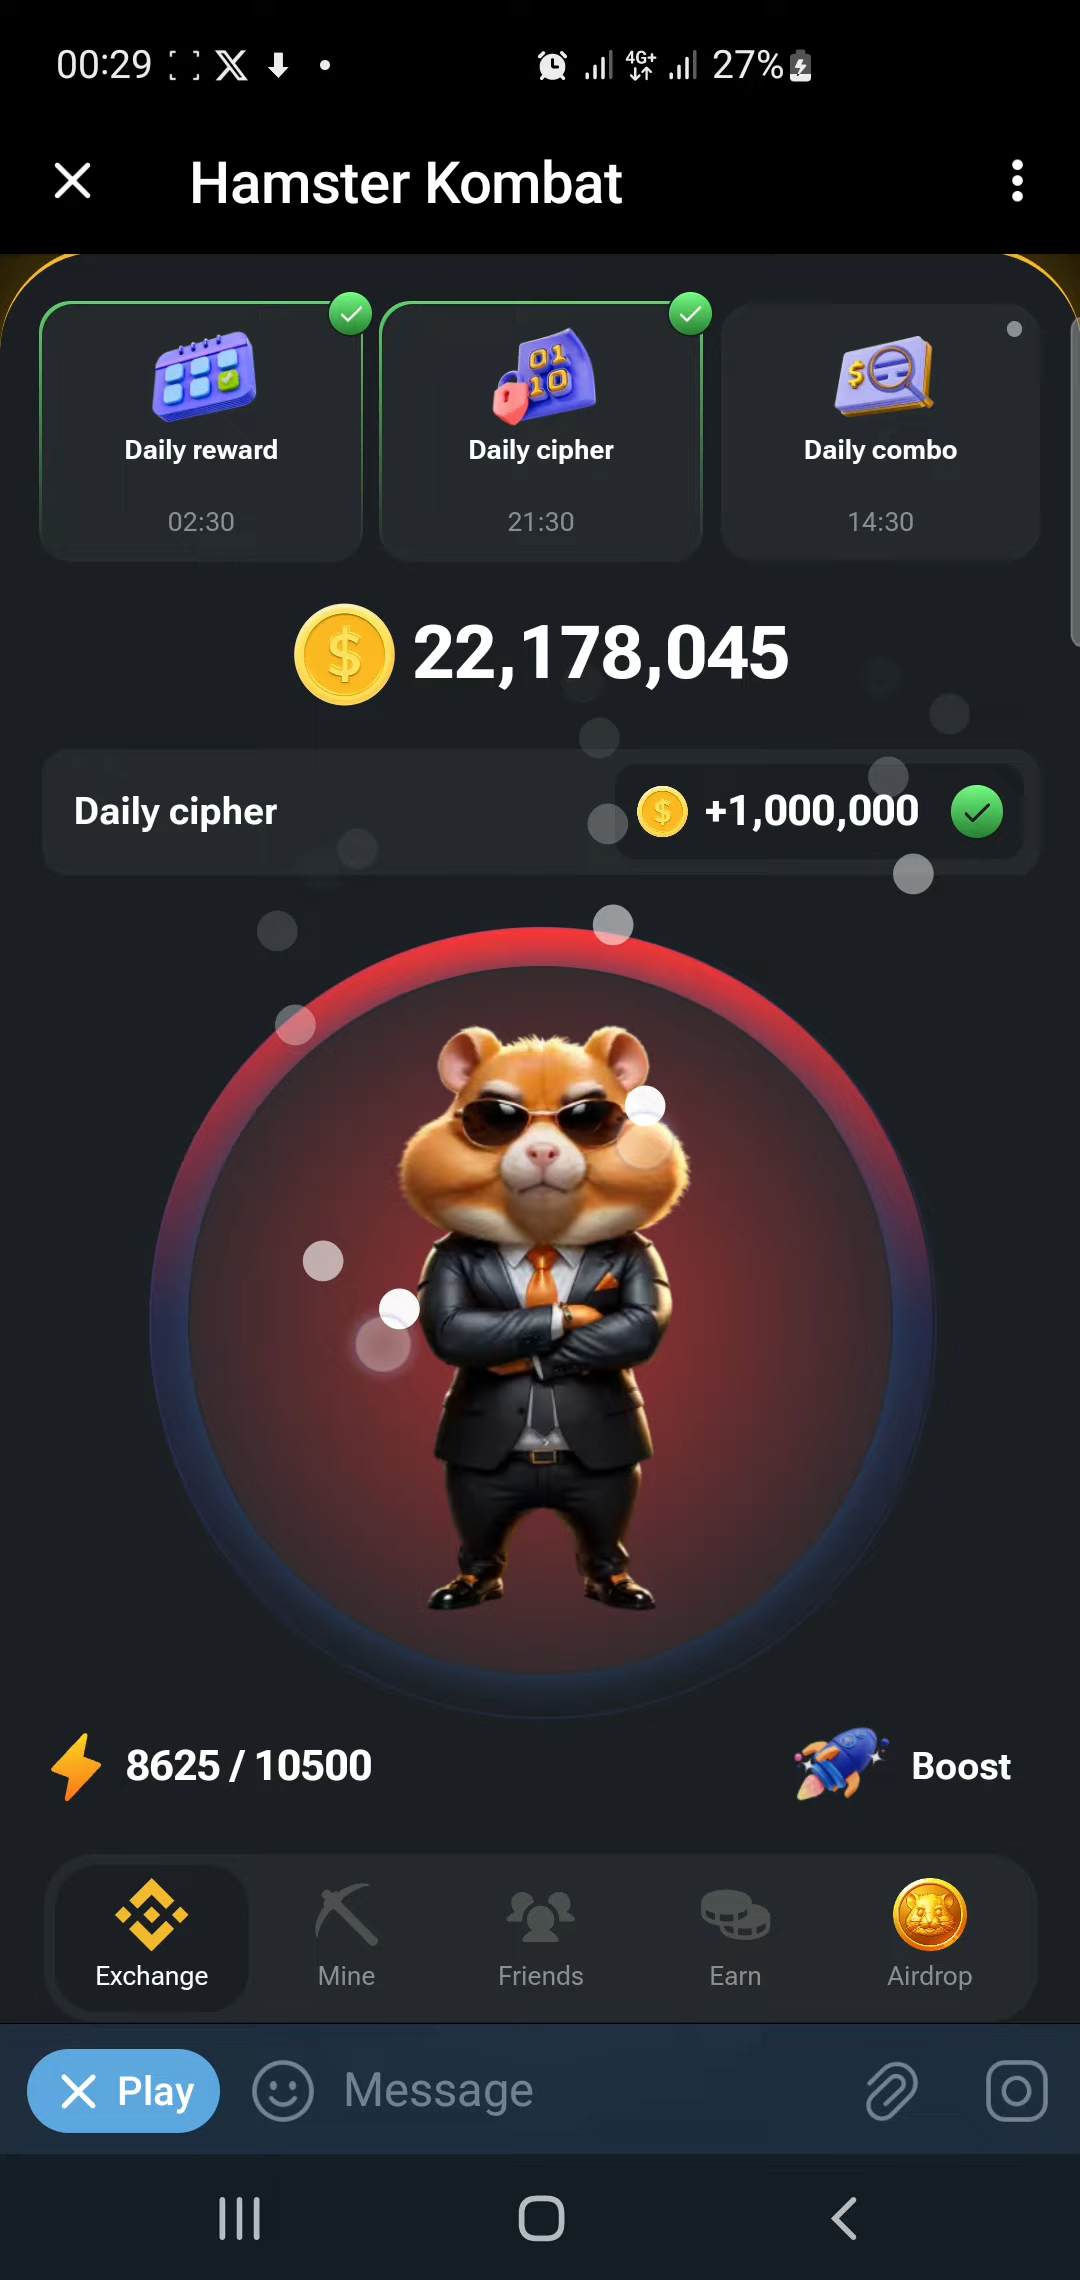 00:29
4G+
27%
Hamster Kombat
Daily reward
02:30
Daily cipher
21:30
Daily combo
14:30
22,178,045
Daily cipher
+1,000,000
8625 / 10500
Boost
Exchange
Mine
Friends
Earn
Airdrop
Play
Message